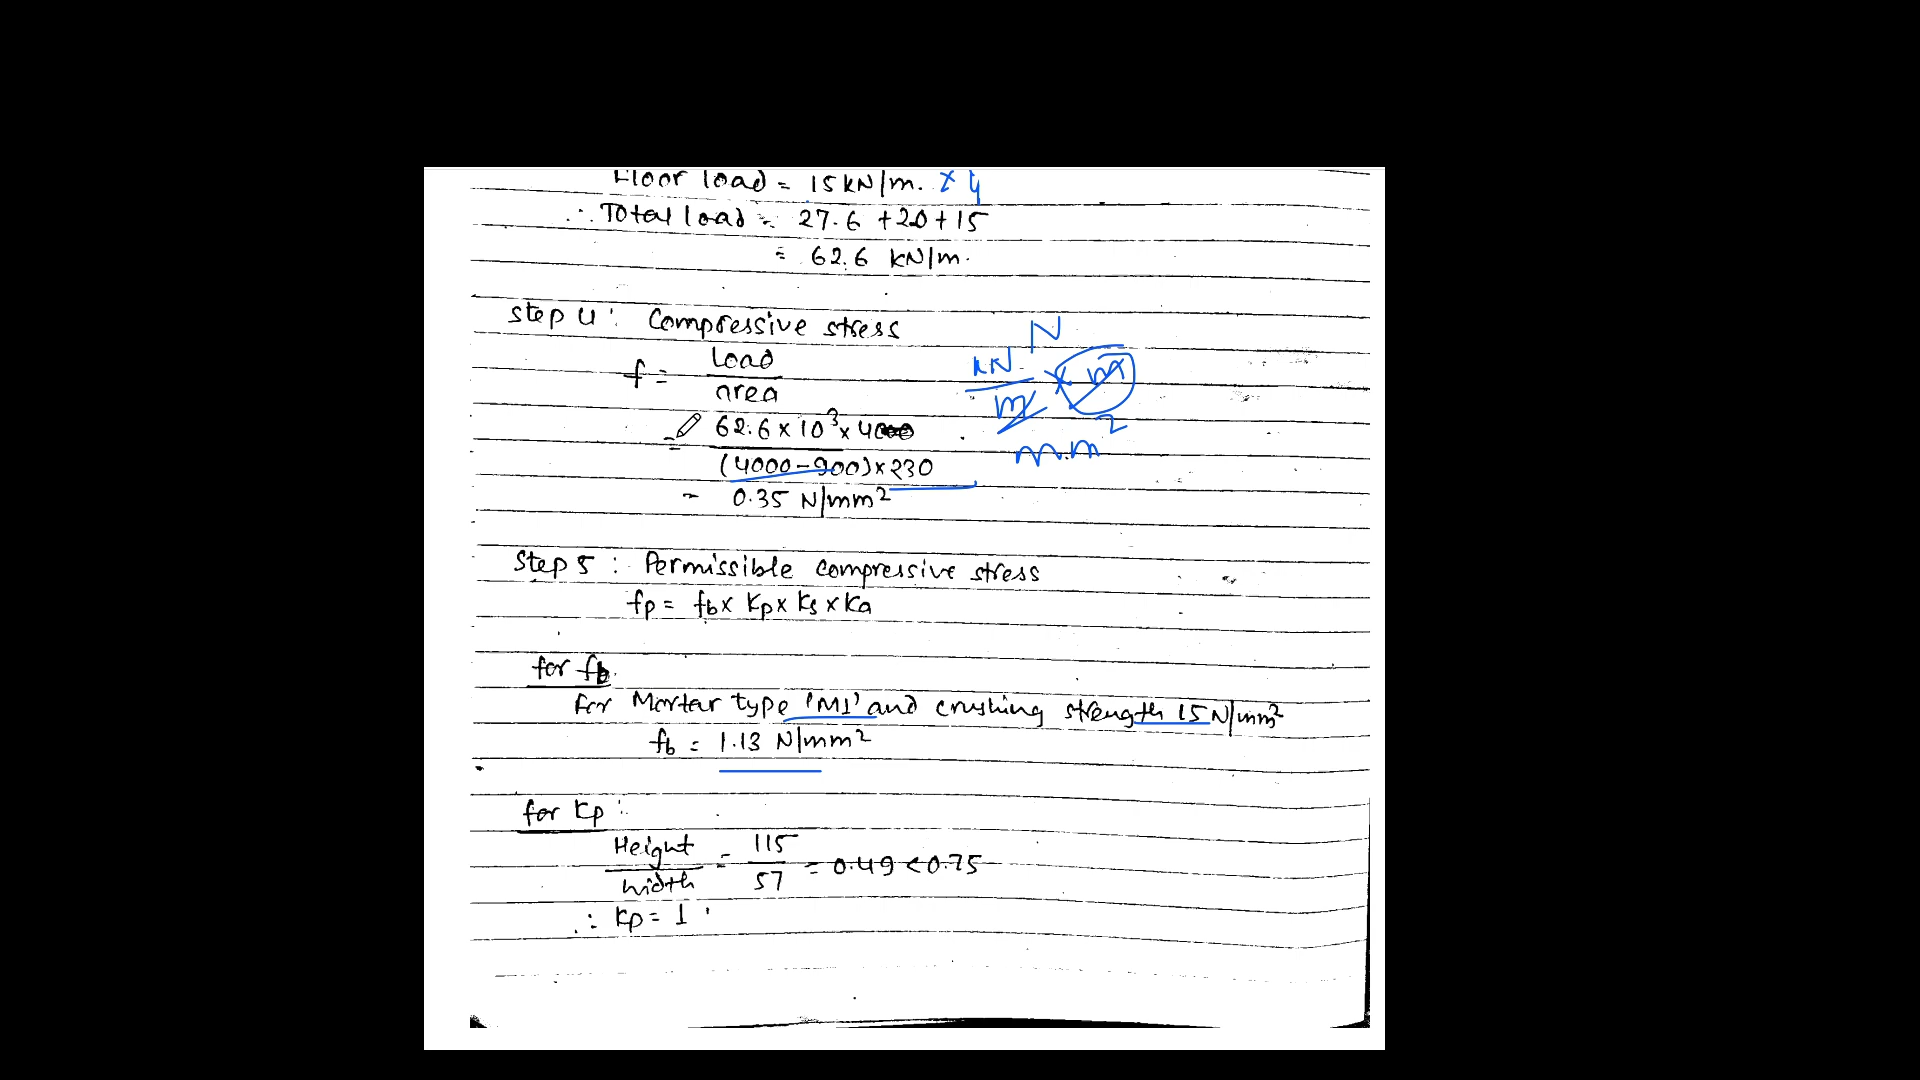 Floor load = 15 kN/m. x 4
∴ Total load = 27.6 + 20 + 15
= 62.6 kN/m.
Step 4: Compressive stress
f = Load / area
= 62.6 x 10³ x 4 / (4000-900) x 230
= 0.35 N/mm²
kN / m x m
N
m.m²
Step 5: Permissible compressive stress
fp = fb x Kp x Ks x Ka
for fb
For Mortar type 'M1' and crushing strength 15 N/mm²
fb = 1.13 N/mm²
for Kp:
Height / width = 115 / 57 = 0.49 < 0.75
∴ Kp = 1